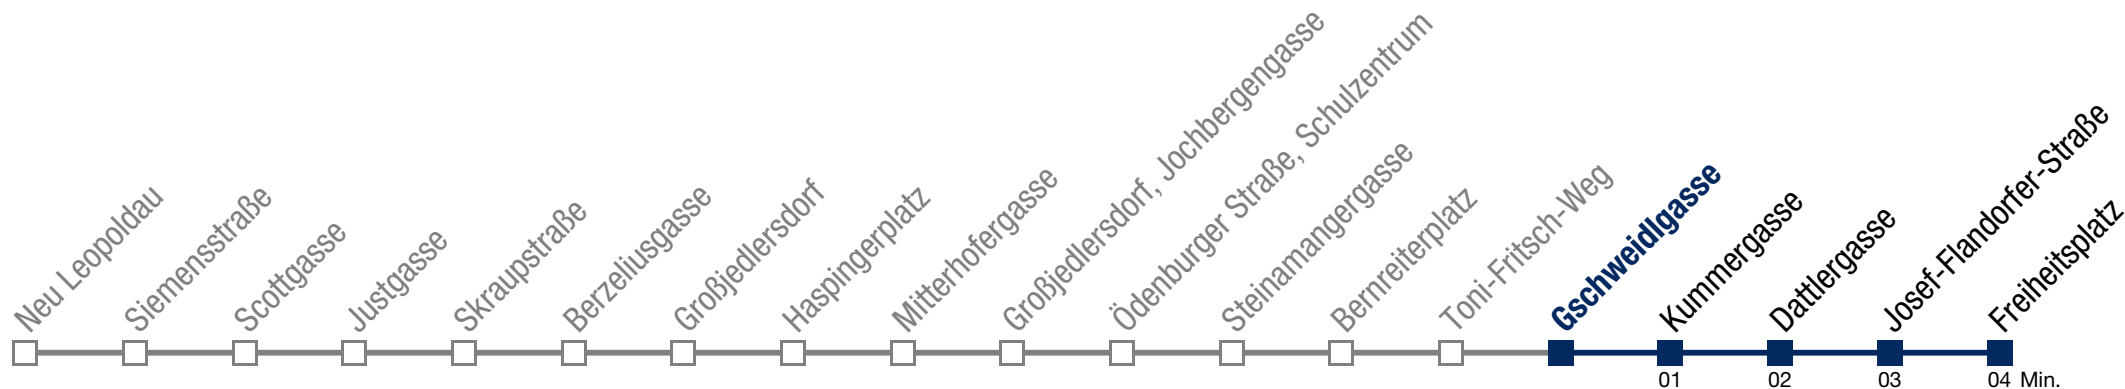 Neu Leopoldau
Siemensstraße
Scottgasse
Justgasse
Skraupstraße
Berzeliusgasse
Großjedlersdorf
Haspingerplatz
Mitterhofergasse
Großjedlersdorf, Jochbergengasse
Ödenburger Straße, Schulzentrum
Steinamangergasse
Bernreiterplatz
Toni-Fritsch-Weg
Gschweidlgasse
Kummergasse
Dattlergasse
Josef-Flandorfer-Straße
Freiheitsplatz
01 02 03 04 Min.